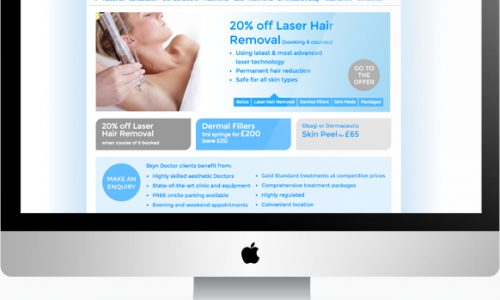 20% off Laser Hair
Removal (booking 6 courses)
• Using latest & most advanced
laser technology
• Permanent hair reduction
• Safe for all skin types
GO TO
THE
OFFER
Botox
Laser Hair Removal
Dermal Fillers
Skin Peels
Packages
20% off Laser
Hair Removal
when course of 6 booked
Dermal Fillers
1ml syringe for £200
(save £25)
Obagi or Dermaceutic
Skin Peel for £65
MAKE AN
ENQUIRY
Skyn Doctor clients benefit from:
• Highly skilled aesthetic Doctors
• State-of-the-art clinic and equipment
• FREE onsite parking available
• Evening and weekend appointments
• Gold Standard treatments at competitive prices
• Comprehensive treatment packages
• Highly regulated
• Convenient location